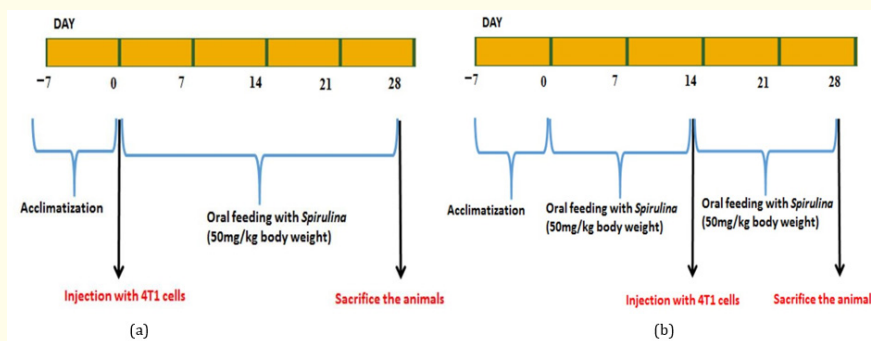 DAY
−7 0 7 14 21 28
Acclimatization
Oral feeding with Spirulina
(50mg/kg body weight)
Injection with 4T1 cells
Sacrifice the animals
(a)
DAY
−7 0 7 14 21 28
Acclimatization
Oral feeding with Spirulina
(50mg/kg body weight)
Oral feeding with Spirulina
(50mg/kg body weight)
Injection with 4T1 cells
Sacrifice the animals
(b)